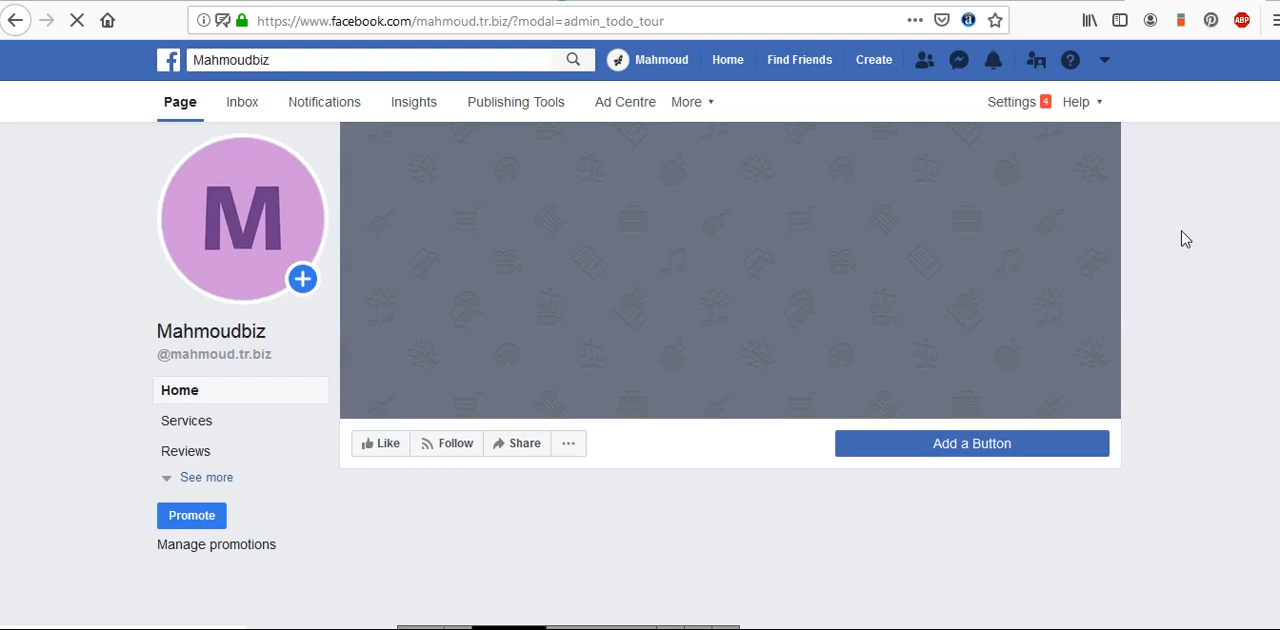 https://www.facebook.com/mahmoud.tr.biz/?modal=admin_todo_tour
ABP
Mahmoudbiz
Mahmoud Home Find Friends Create
Page Inbox Notifications Insights Publishing Tools Ad Centre More Settings 4 Help
M
Mahmoudbiz
@mahmoud.tr.biz
Home
Services
Reviews
See more
Promote
Manage promotions
Like Follow Share
Add a Button